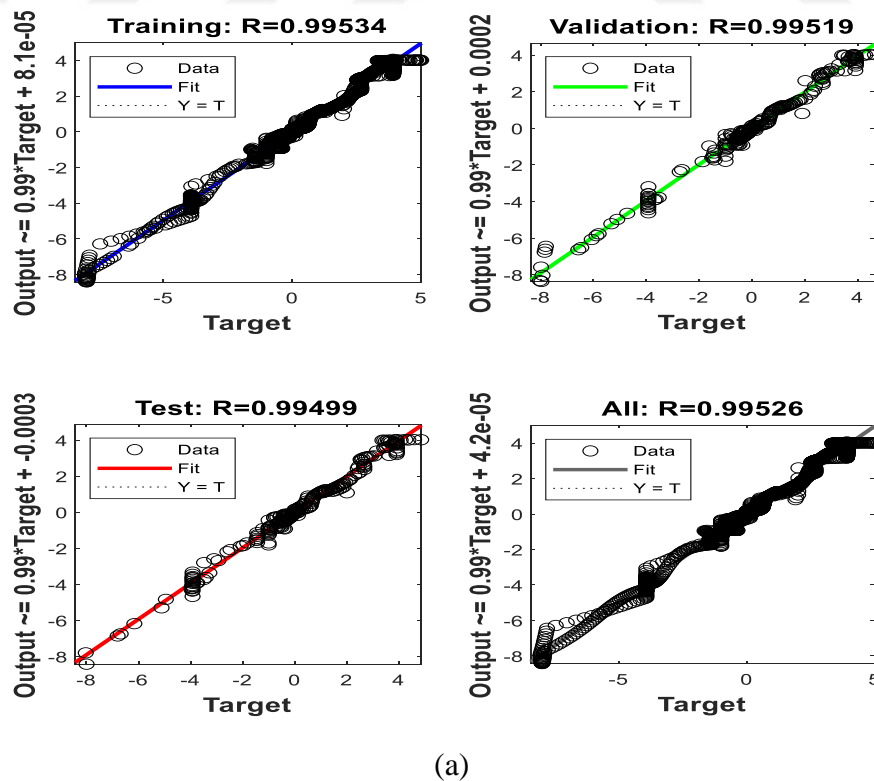 Training: R=0.99534
Output ~= 0.99*Target + 8.1e-05
Data
Fit
Y = T
4
2
0
-2
-4
-6
-8
-5
0
5
Target
Validation: R=0.99519
Output ~= 0.99*Target + 0.0002
Data
Fit
Y = T
4
2
0
-2
-4
-6
-8
-8
-6
-4
-2
0
2
4
Target
Test: R=0.99499
Output ~= 0.99*Target + -0.0003
Data
Fit
Y = T
4
2
0
-2
-4
-6
-8
-8
-6
-4
-2
0
2
4
Target
All: R=0.99526
Output ~= 0.99*Target + 4.2e-05
Data
Fit
Y = T
4
2
0
-2
-4
-6
-8
-5
0
5
Target
(a)